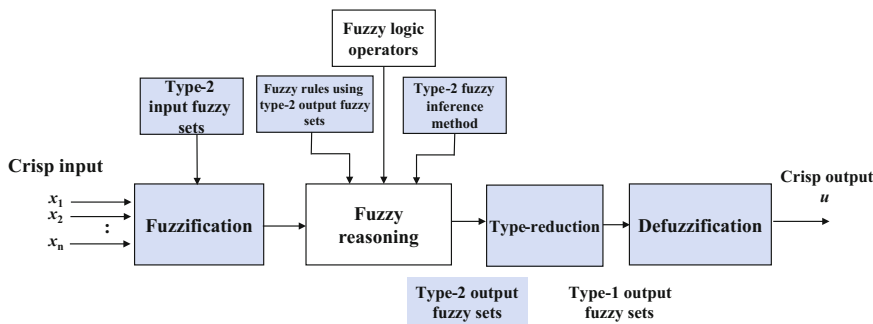 Fuzzy logic
operators
Type-2
input fuzzy
sets
Fuzzy rules using
type-2 output fuzzy
sets
Type-2 fuzzy
inference
method
Crisp input
x1
x2
:
xn
Fuzzification
Fuzzy
reasoning
Type-reduction
Defuzzification
Crisp output
u
Type-2 output
fuzzy sets
Type-1 output
fuzzy sets